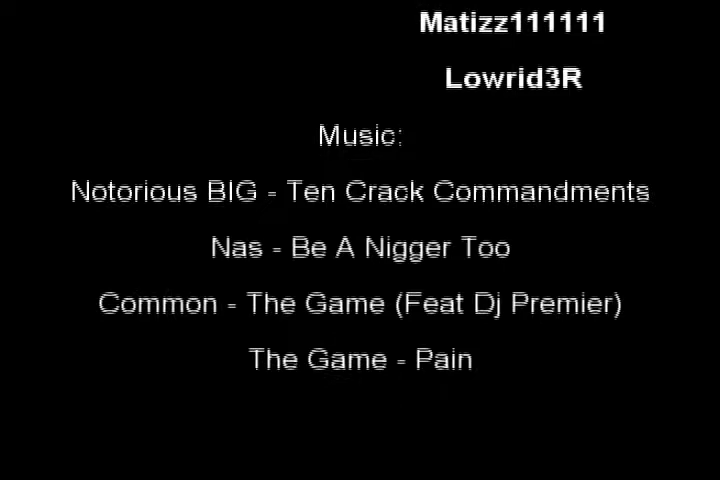 Matizz111111
Lowrid3R
Music:
Notorious BIG - Ten Crack Commandments
Nas - Be A Nigger Too
Common - The Game (Feat Dj Premier)
The Game - Pain